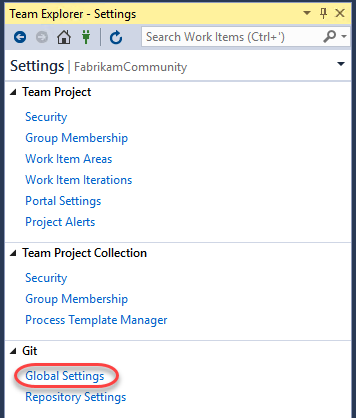 Team Explorer - Settings
Search Work Items (Ctrl+')
Settings | FabrikamCommunity
Team Project
Security
Group Membership
Work Item Areas
Work Item Iterations
Portal Settings
Project Alerts
Team Project Collection
Security
Group Membership
Process Template Manager
Git
Global Settings
Repository Settings